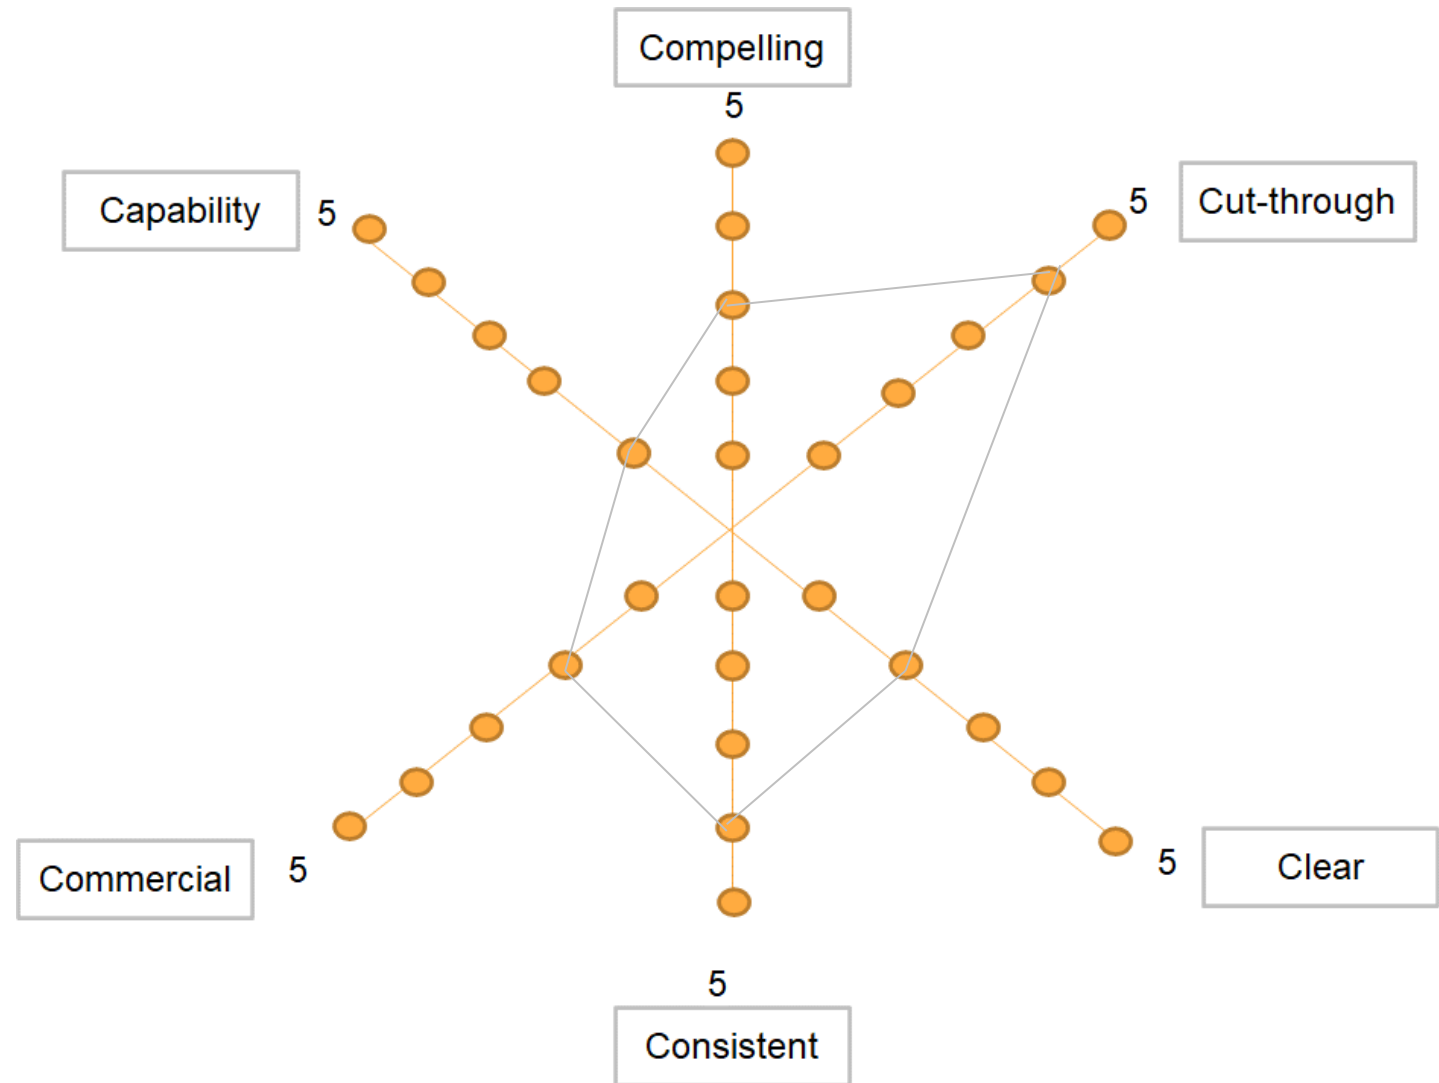 Compelling
5
Capability
5
5
Cut-through
Commercial
5
5
Clear
5
Consistent